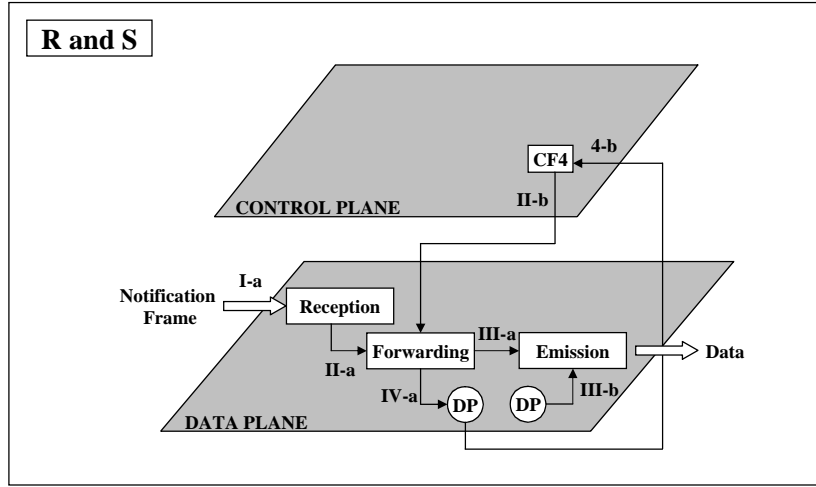 R and S
4-b
CF4
II-b
CONTROL PLANE
I-a
Notification
Frame
Reception
III-a
Forwarding
Emission
Data
II-a
IV-a
III-b
DP
DP
DATA PLANE